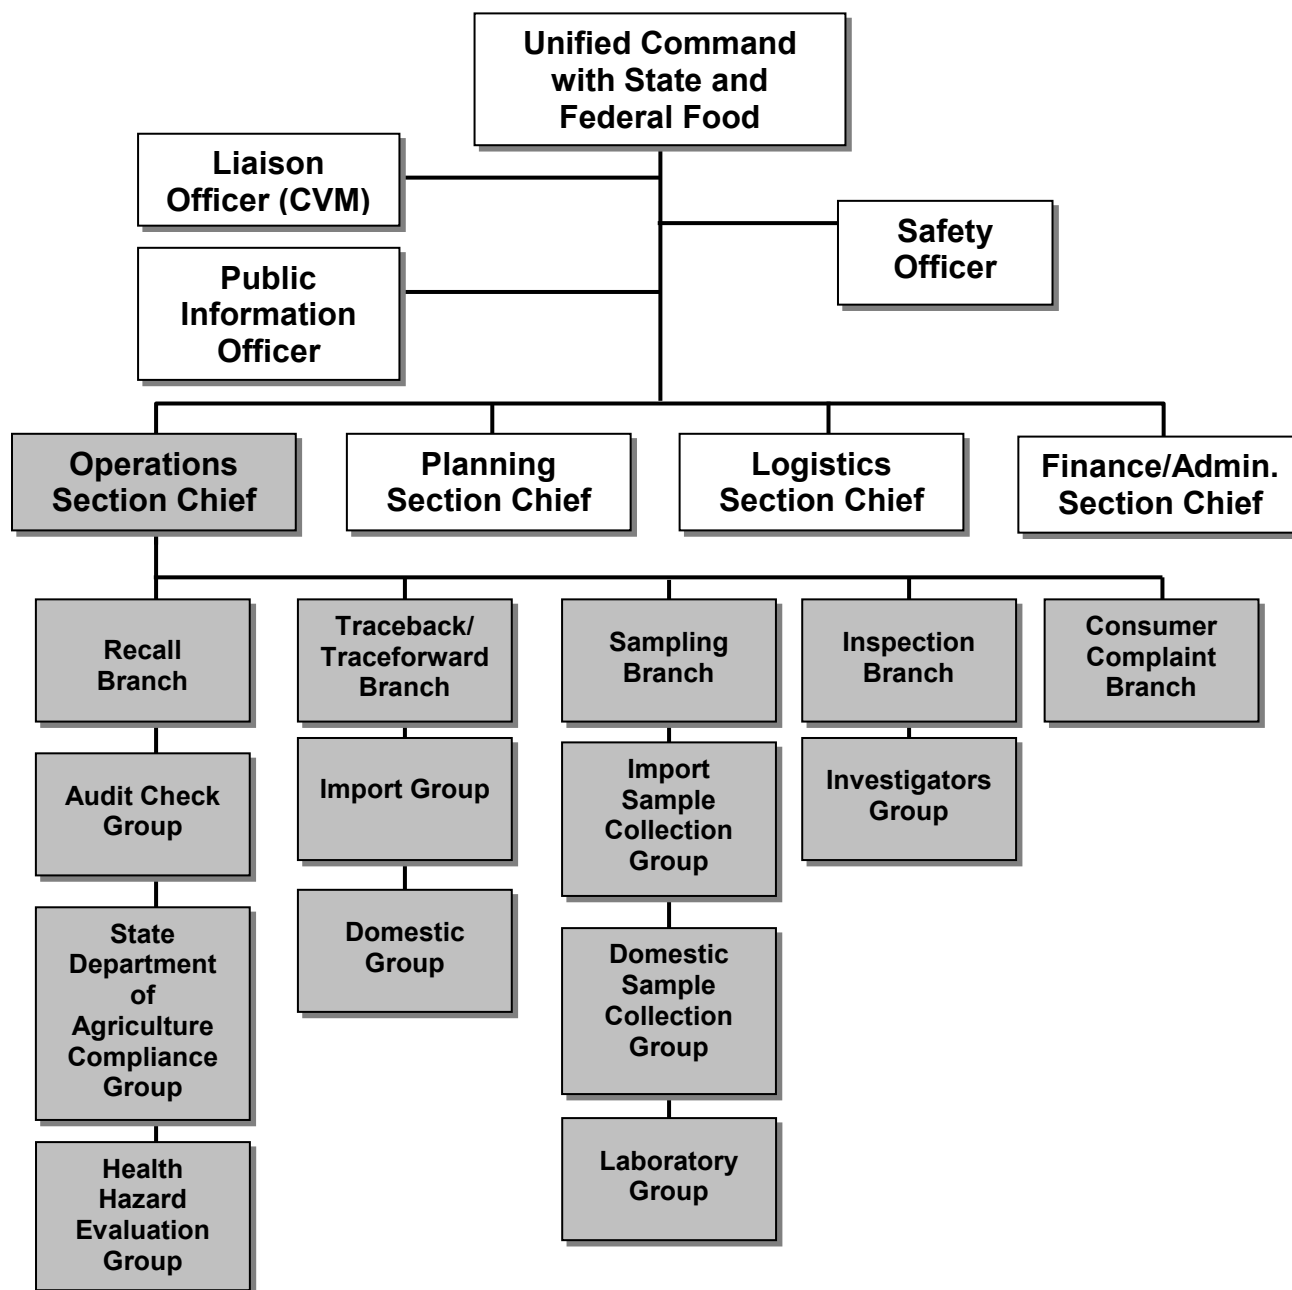 Unified Command
with State and
Federal Food
Liaison
Officer (CVM)
Safety
Officer
Public
Information
Officer
Operations
Section Chief
Planning
Section Chief
Logistics
Section Chief
Finance/Admin.
Section Chief
Recall
Branch
Traceback/
Traceforward
Branch
Sampling
Branch
Inspection
Branch
Consumer
Complaint
Branch
Audit Check
Group
Import Group
Import
Sample
Collection
Group
Investigators
Group
State
Department
of
Agriculture
Compliance
Group
Domestic
Group
Domestic
Sample
Collection
Group
Health
Hazard
Evaluation
Group
Laboratory
Group